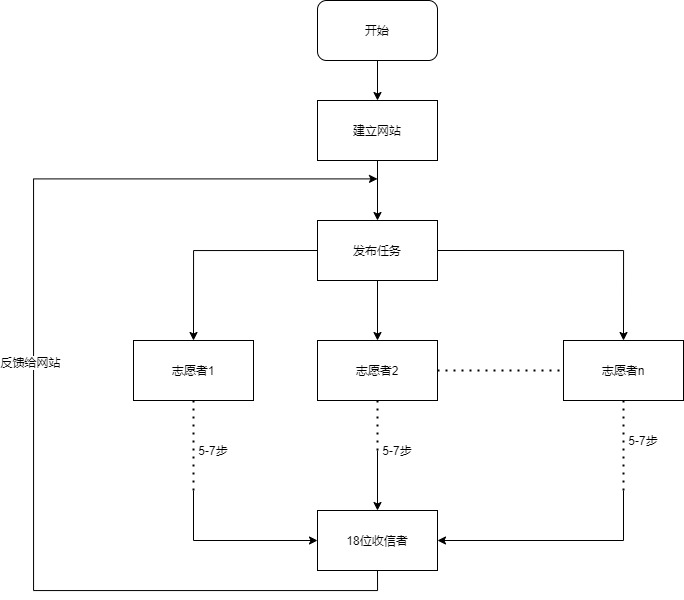 开始
建立网站
发布任务
反馈给网站
志愿者1
志愿者2
志愿者n
5-7步
5-7步
5-7步
18位收信者